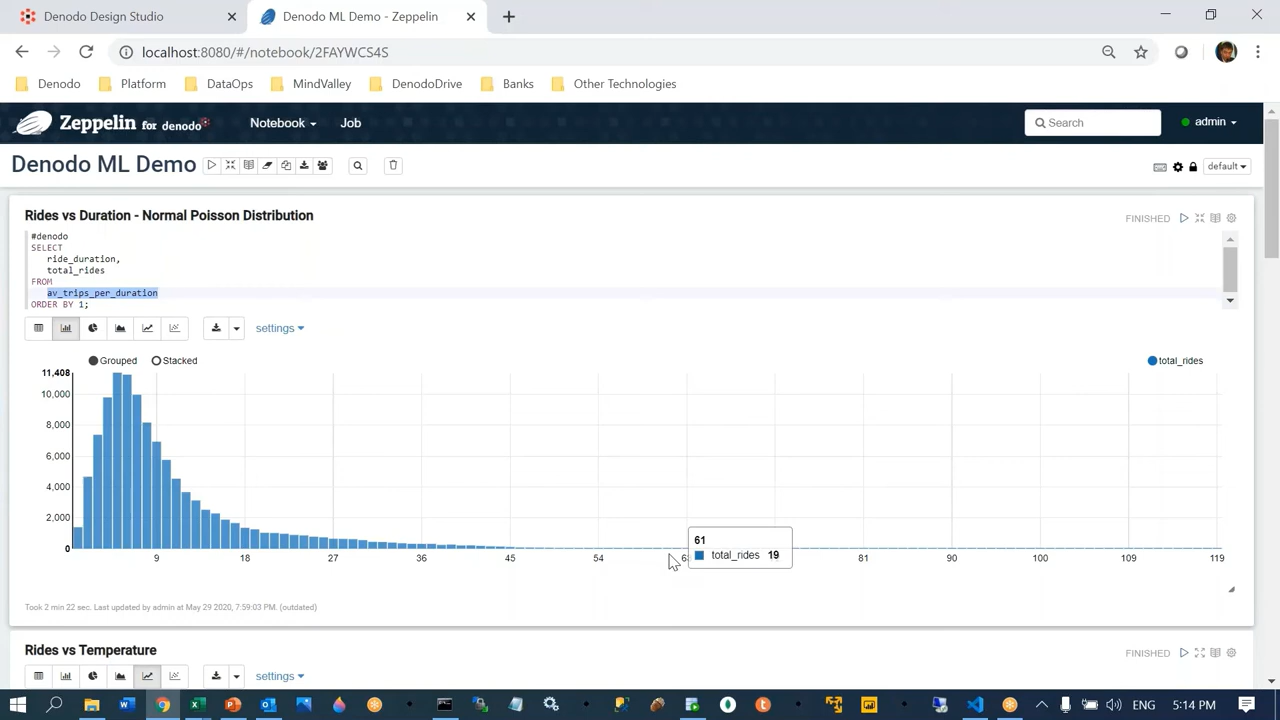 Denodo Design Studio
Denodo ML Demo - Zeppelin
localhost:8080/#/notebook/2FAYWCS4S
Denodo Platform DataOps MindValley DenodoDrive Banks Other Technologies
Zeppelin for denodo Notebook Job Search admin
Denodo ML Demo default
Rides vs Duration - Normal Poisson Distribution FINISHED
#denodo
SELECT
ride_duration,
total_rides
FROM
av_trips_per_duration
ORDER BY 1;
settings
Grouped Stacked total_rides
11,408
10,000
8,000
6,000
4,000
2,000
0
61
total_rides 19
9 18 27 36 45 54 81 90 100 109 119
Took 2 min 22 sec. Last updated by admin at May 29 2020, 7:59:03 PM. (outdated)
Rides vs Temperature FINISHED
settings
ENG 5:14 PM